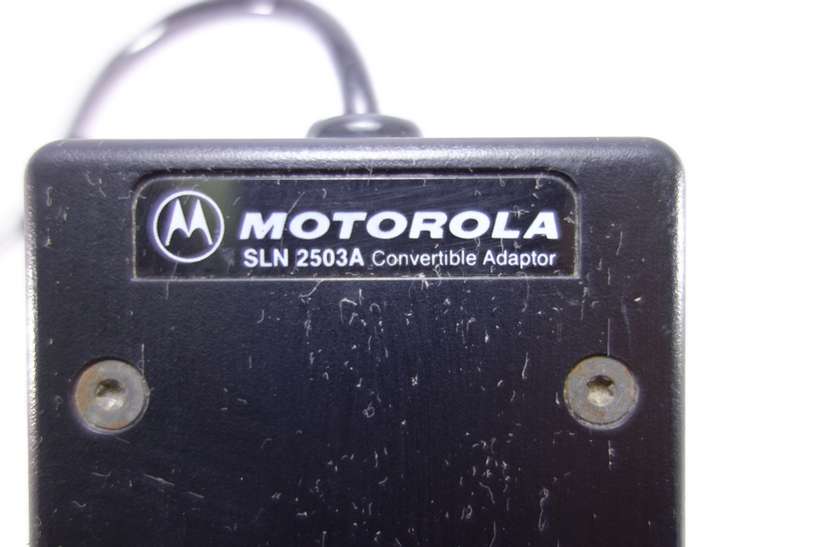 MOTOROLA
SLN 2503A Convertible Adaptor